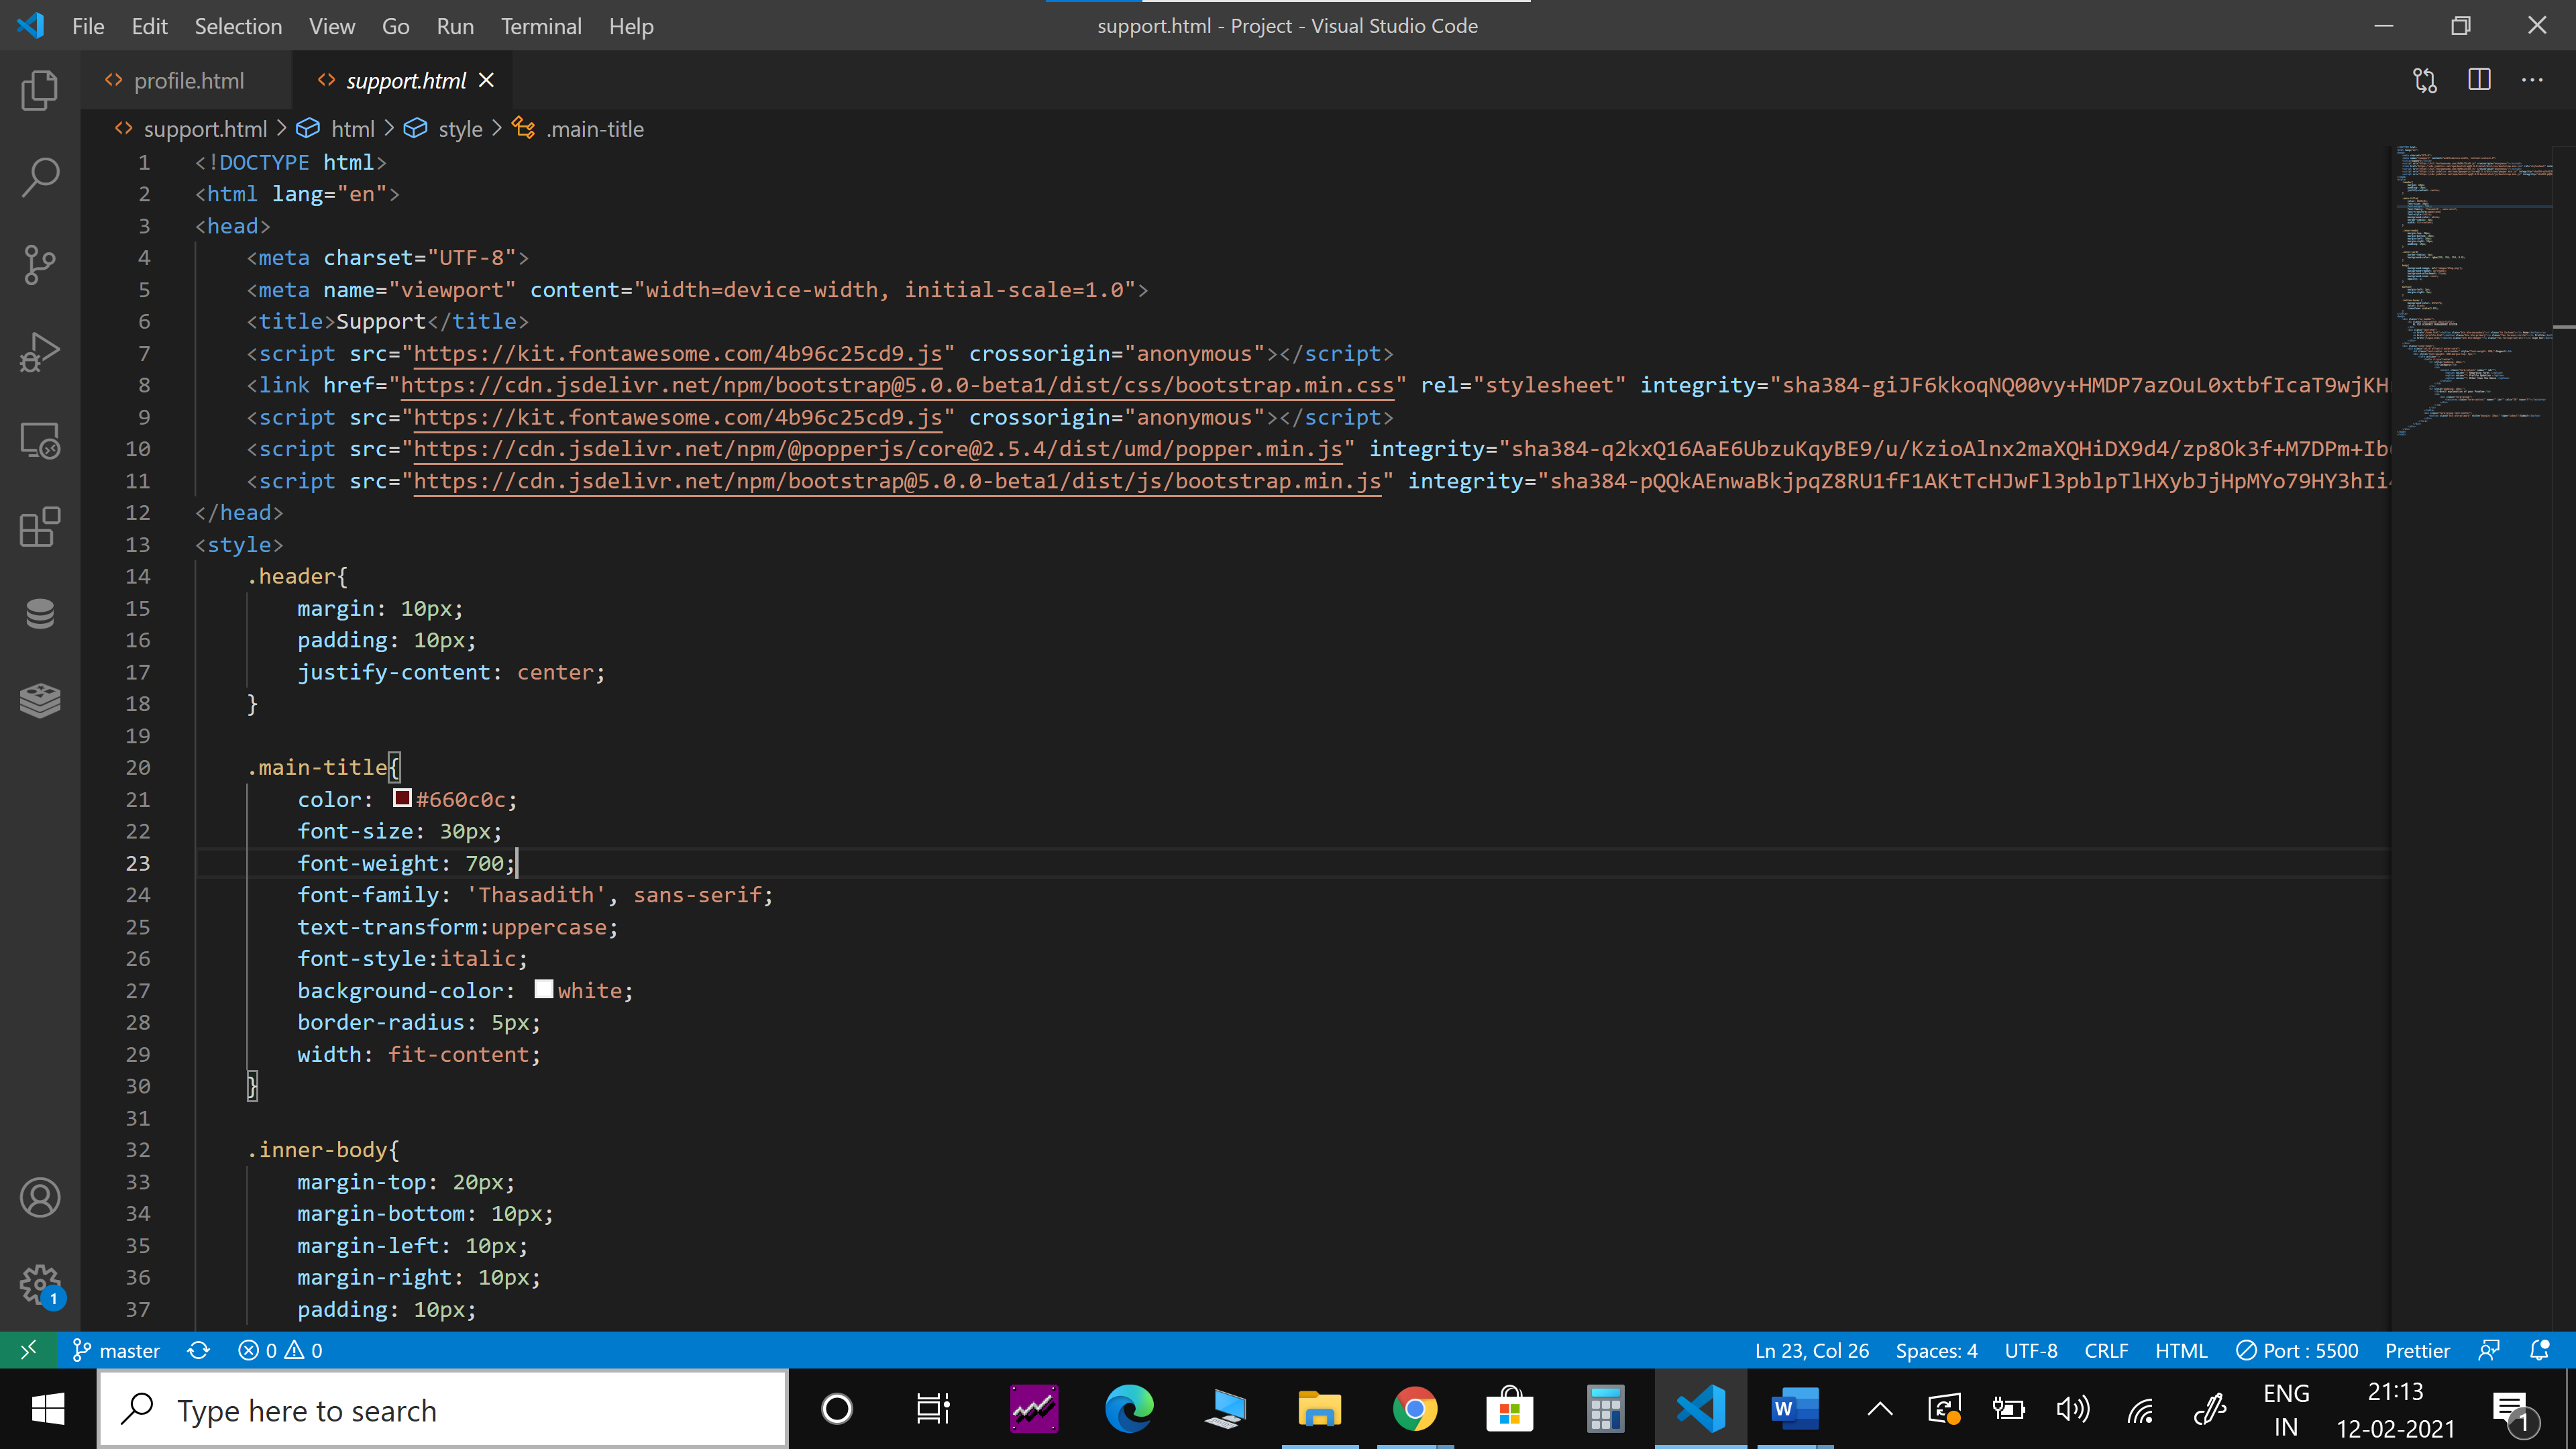 File Edit Selection View Go Run Terminal Help
support.html - Project - Visual Studio Code
profile.html
support.html
support.html > html > style > .main-title
1 <!DOCTYPE html>
2 <html lang="en">
3 <head>
4 <meta charset="UTF-8">
5 <meta name="viewport" content="width=device-width, initial-scale=1.0">
6 <title>Support</title>
7 <script src="https://kit.fontawesome.com/4b96c25cd9.js" crossorigin="anonymous"></script>
8 <link href="https://cdn.jsdelivr.net/npm/bootstrap@5.0.0-beta1/dist/css/bootstrap.min.css" rel="stylesheet" integrity="sha384-giJF6kkoqNQ00vy+HMDP7azOuL0xtbfIcaT9wjKH
9 <script src="https://kit.fontawesome.com/4b96c25cd9.js" crossorigin="anonymous"></script>
10 <script src="https://cdn.jsdelivr.net/npm/@popperjs/core@2.5.4/dist/umd/popper.min.js" integrity="sha384-q2kxQ16AaE6UbzuKqyBE9/u/KzioAlnx2maXQHiDX9d4/zp8Ok3f+M7DPm+Ib
11 <script src="https://cdn.jsdelivr.net/npm/bootstrap@5.0.0-beta1/dist/js/bootstrap.min.js" integrity="sha384-pQQkAEnwaBkjpqZ8RU1fF1AKtTcHJwFl3pblpTlHXybJjHpMYo79HY3hIi
12 </head>
13 <style>
14 .header{
15 margin: 10px;
16 padding: 10px;
17 justify-content: center;
18 }
19
20 .main-title{
21 color: #660c0c;
22 font-size: 30px;
23 font-weight: 700;
24 font-family: 'Thasadith', sans-serif;
25 text-transform:uppercase;
26 font-style:italic;
27 background-color: white;
28 border-radius: 5px;
29 width: fit-content;
30 }
31
32 .inner-body{
33 margin-top: 20px;
34 margin-bottom: 10px;
35 margin-left: 10px;
36 margin-right: 10px;
37 padding: 10px;
1
master 0 0 Ln 23, Col 26 Spaces: 4 UTF-8 CRLF HTML Port : 5500 Prettier
Type here to search
W
ENG
IN
21:13
12-02-2021
1